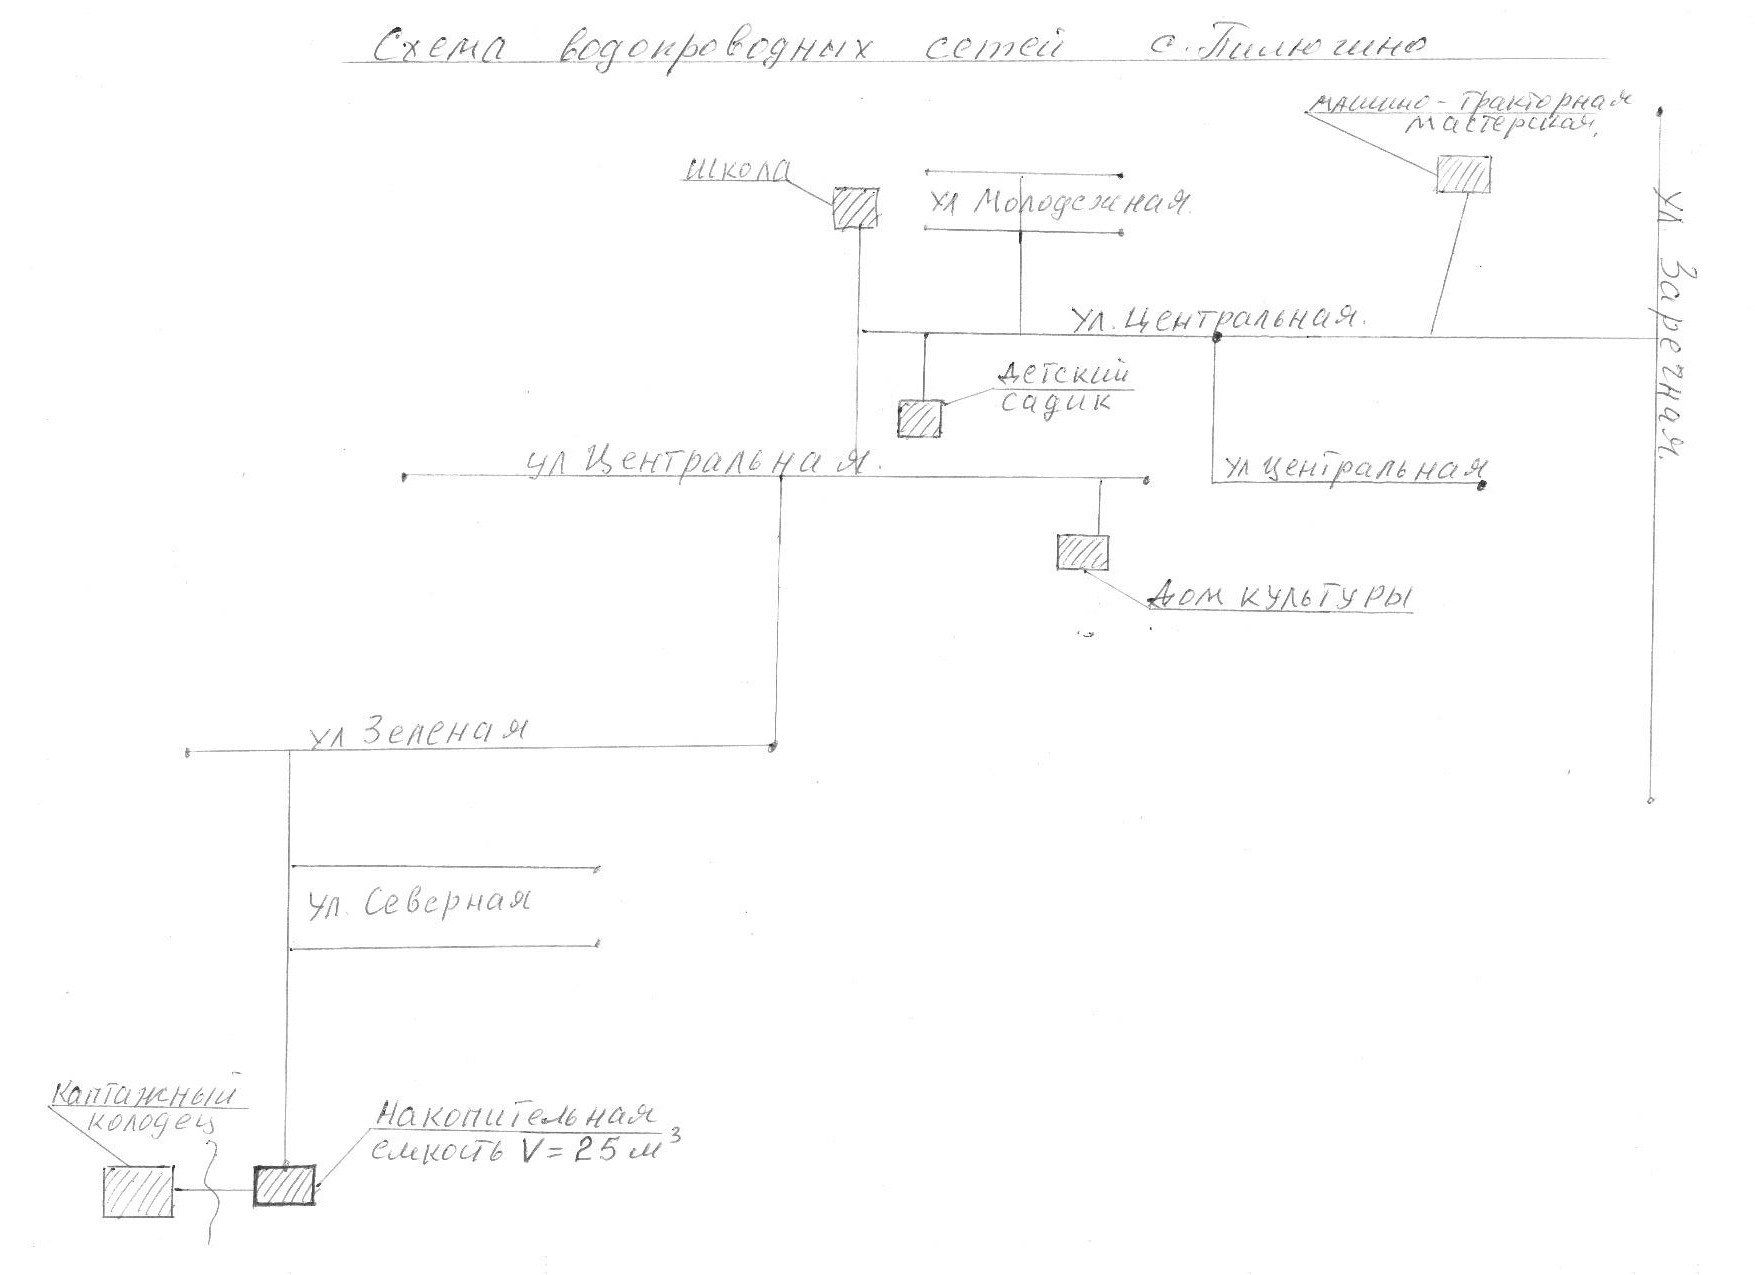 Схема водопроводных сетей с. Пилюгино
машино-тракторная
мастерская,
школа
ул Молодежная.
ул. Заречная.
ул. Центральная.
детский
садик
ул Центральная.
ул центральная
Дом культуры
ул Зеленая
ул. Северная
Каптажный
колодец
Накопительная
емкость V = 25 м³